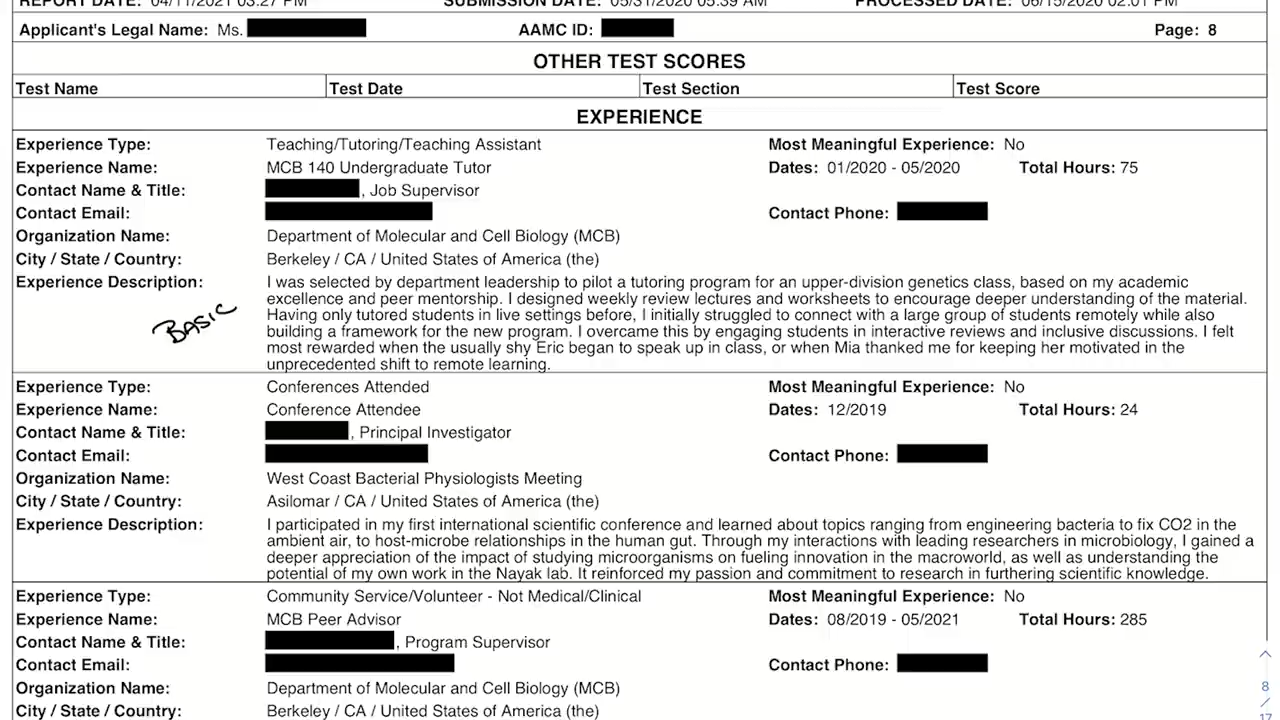 REPORT DATE: 04/11/2021 03:27 PM SUBMISSION DATE: 05/31/2020 05:39 AM PROCESSED DATE: 06/15/2020 02:01 PM
Applicant's Legal Name: Ms. AAMC ID: Page: 8
OTHER TEST SCORES
Test Name Test Date Test Section Test Score
EXPERIENCE
Experience Type: Teaching/Tutoring/Teaching Assistant Most Meaningful Experience: No
Experience Name: MCB 140 Undergraduate Tutor Dates: 01/2020 - 05/2020 Total Hours: 75
Contact Name & Title: , Job Supervisor
Contact Email: Contact Phone:
Organization Name: Department of Molecular and Cell Biology (MCB)
City / State / Country: Berkeley / CA / United States of America (the)
Experience Description: I was selected by department leadership to pilot a tutoring program for an upper-division genetics class, based on my academic
excellence and peer mentorship. I designed weekly review lectures and worksheets to encourage deeper understanding of the material.
Having only tutored students in live settings before, I initially struggled to connect with a large group of students remotely while also
BASIC
building a framework for the new program. I overcame this by engaging students in interactive reviews and inclusive discussions. I felt
most rewarded when the usually shy Eric began to speak up in class, or when Mia thanked me for keeping her motivated in the
unprecedented shift to remote learning.
Experience Type: Conferences Attended Most Meaningful Experience: No
Experience Name: Conference Attendee Dates: 12/2019 Total Hours: 24
Contact Name & Title: , Principal Investigator
Contact Email: Contact Phone:
Organization Name: West Coast Bacterial Physiologists Meeting
City / State / Country: Asilomar / CA / United States of America (the)
Experience Description: I participated in my first international scientific conference and learned about topics ranging from engineering bacteria to fix CO2 in the
ambient air, to host-microbe relationships in the human gut. Through my interactions with leading researchers in microbiology, I gained a
deeper appreciation of the impact of studying microorganisms on fueling innovation in the macroworld, as well as understanding the
potential of my own work in the Nayak lab. It reinforced my passion and commitment to research in furthering scientific knowledge.
Experience Type: Community Service/Volunteer - Not Medical/Clinical Most Meaningful Experience: No
Experience Name: MCB Peer Advisor Dates: 08/2019 - 05/2021 Total Hours: 285
Contact Name & Title: , Program Supervisor
Contact Email: Contact Phone:
Organization Name: Department of Molecular and Cell Biology (MCB)
City / State / Country: Berkeley / CA / United States of America (the)
8
/
17